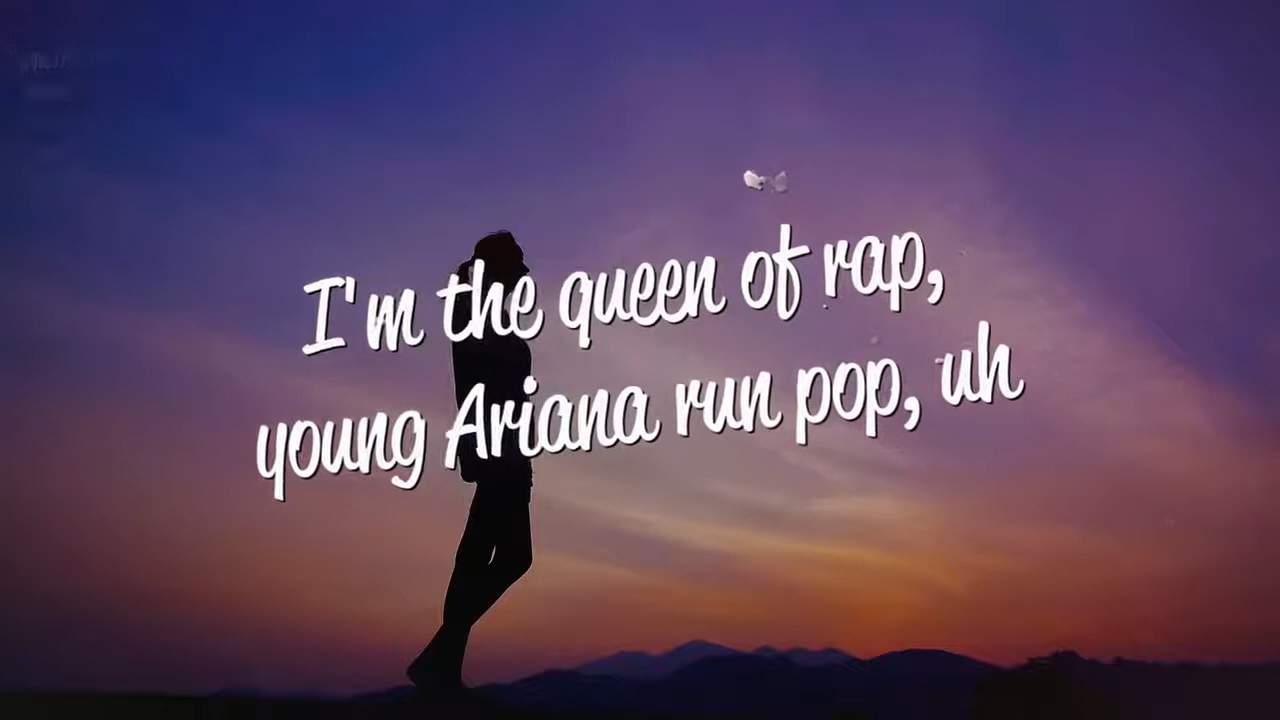 I'm the queen of rap,
young Ariana run pop, uh